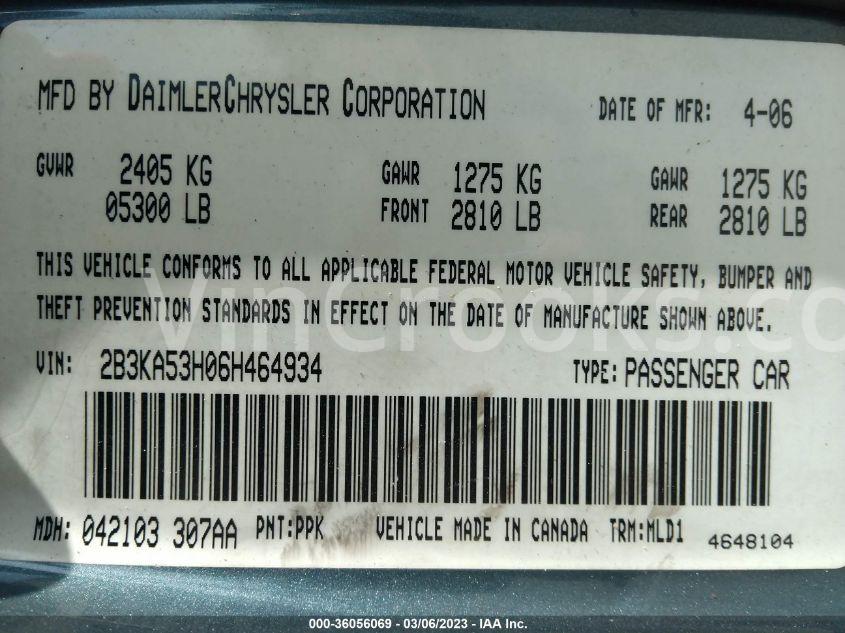 MFD BY DAIMLERCHRYSLER CORPORATION DATE OF MFR: 4-06
GVWR 2405 KG GAWR 1275 KG GAWR 1275 KG
05300 LB FRONT 2810 LB REAR 2810 LB
THIS VEHICLE CONFORMS TO ALL APPLICABLE FEDERAL MOTOR VEHICLE SAFETY, BUMPER AND
THEFT PREVENTION STANDARDS IN EFFECT ON THE DATE OF MANUFACTURE SHOWN ABOVE.
VinCrooks.co
VIN: 2B3KA53H06H464934 TYPE: PASSENGER CAR
MDH: 042103 307AA PNT:PPK VEHICLE MADE IN CANADA TRM:MLD1 4648104
000-36056069 - 03/06/2023 - IAA Inc.